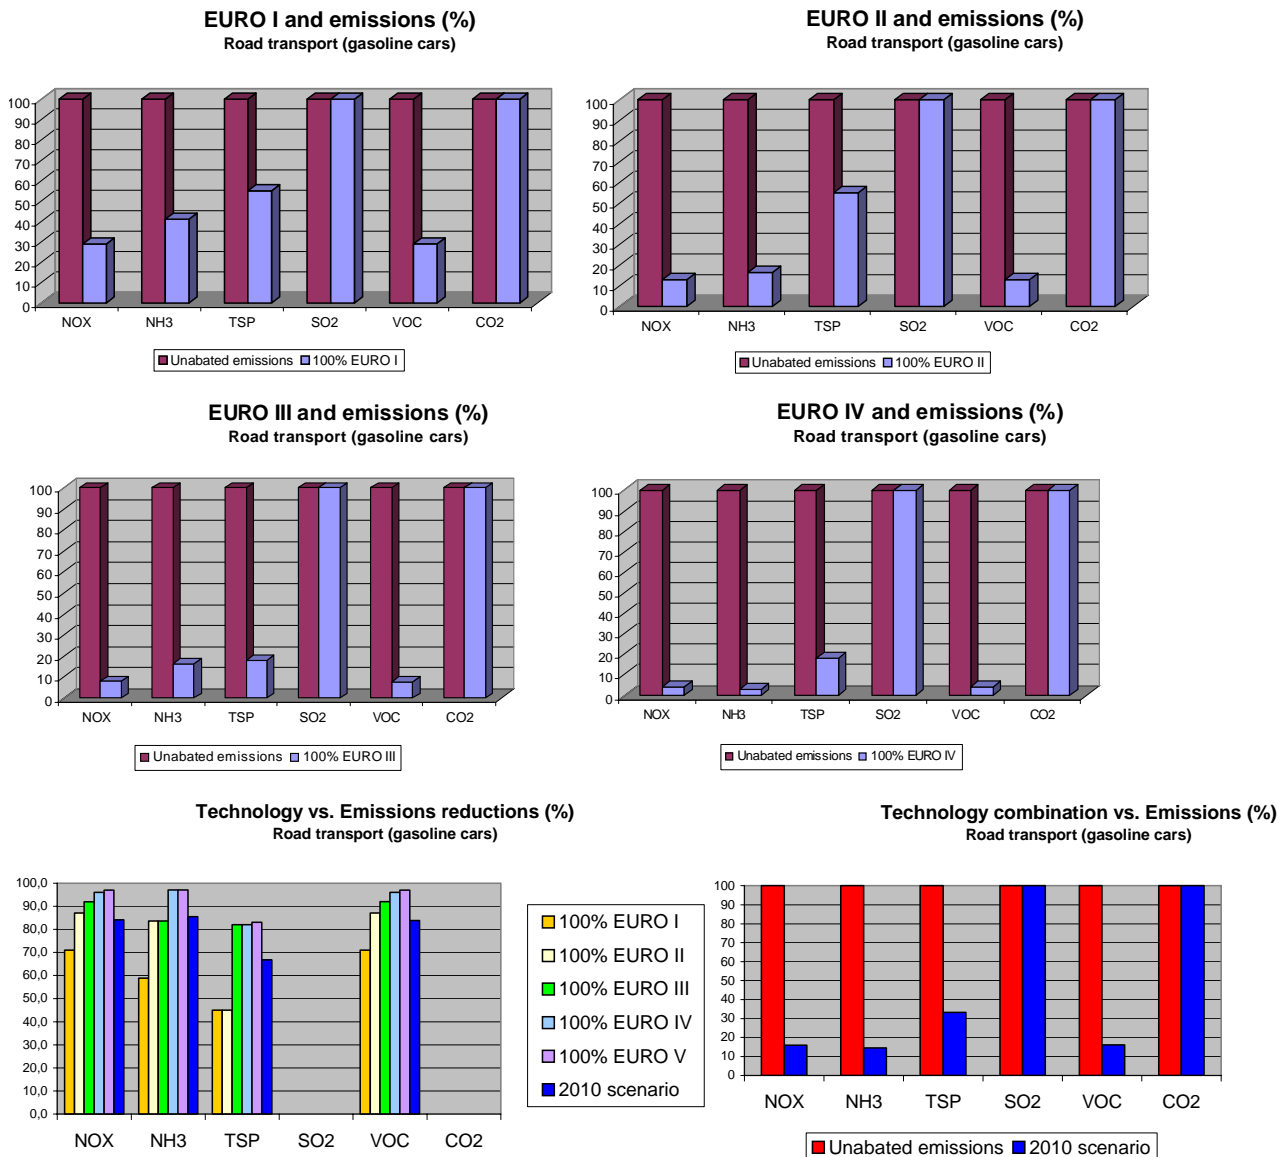 EURO I and emissions (%)
Road transport (gasoline cars)
100
90
80
70
60
50
40
30
20
10
0
NOX NH3 TSP SO2 VOC CO2
Unabated emissions 100% EURO I
EURO II and emissions (%)
Road transport (gasoline cars)
100
90
80
70
60
50
40
30
20
10
0
NOX NH3 TSP SO2 VOC CO2
Unabated emissions 100% EURO II
EURO III and emissions (%)
Road transport (gasoline cars)
100
90
80
70
60
50
40
30
20
10
0
NOX NH3 TSP SO2 VOC CO2
Unabated emissions 100% EURO III
EURO IV and emissions (%)
Road transport (gasoline cars)
100
90
80
70
60
50
40
30
20
10
0
NOX NH3 TSP SO2 VOC CO2
Unabated emissions 100% EURO IV
Technology vs. Emissions reductions (%)
Road transport (gasoline cars)
100,0
90,0
80,0
70,0
60,0
50,0
40,0
30,0
20,0
10,0
0,0
NOX NH3 TSP SO2 VOC CO2
100% EURO I
100% EURO II
100% EURO III
100% EURO IV
100% EURO V
2010 scenario
Technology combination vs. Emissions (%)
Road transport (gasoline cars)
100
90
80
70
60
50
40
30
20
10
0
NOX NH3 TSP SO2 VOC CO2
Unabated emissions 2010 scenario